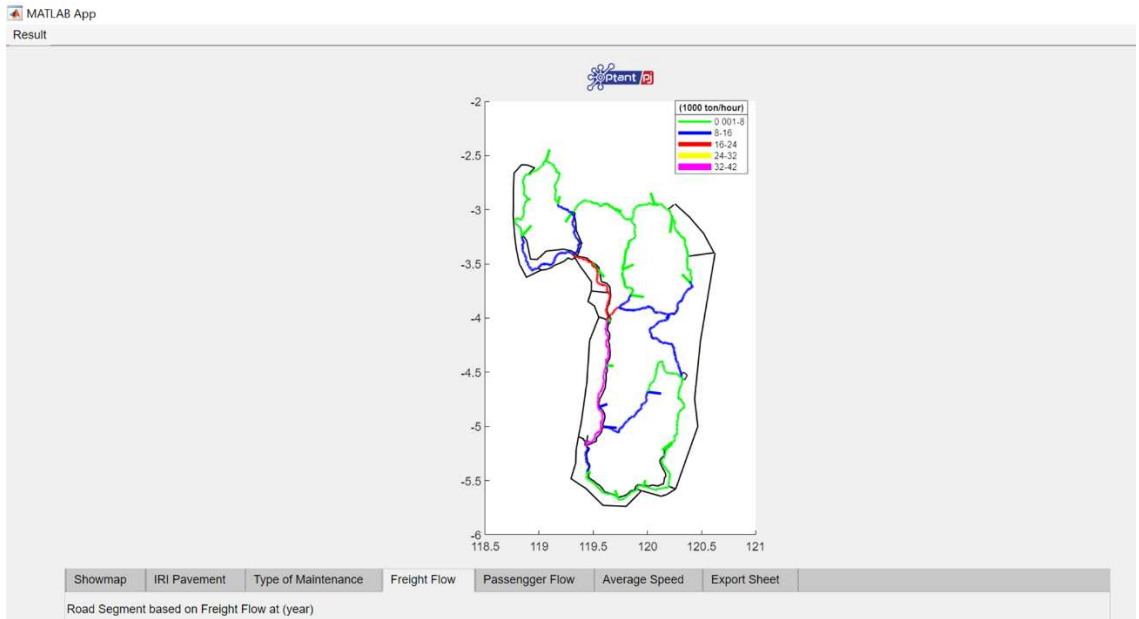 MATLAB App
Result
Optant pj
-2
(1000 ton/hour)
0.001-8
8-16
16-24
24-32
32-42
-2.5
-3
-3.5
-4
-4.5
-5
-5.5
-6
118.5 119 119.5 120 120.5 121
Showmap IRI Pavement Type of Maintenance Freight Flow Passengger Flow Average Speed Export Sheet
Road Segment based on Freight Flow at (year)